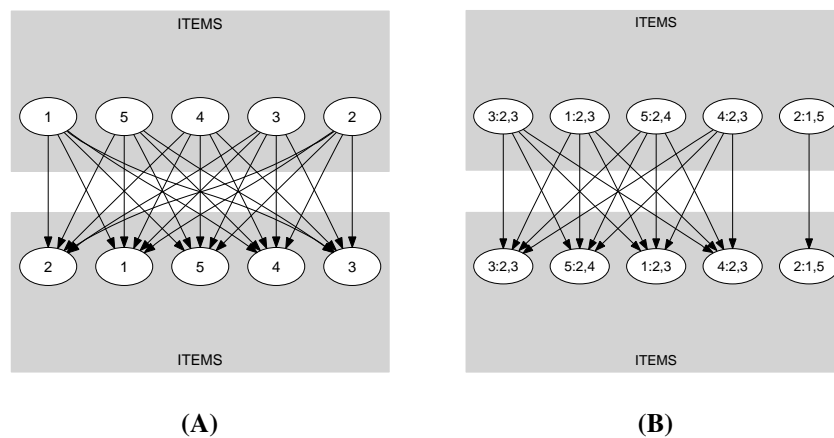 ITEMS
1 5 4 3 2
2 1 5 4 3
ITEMS
(A)
ITEMS
3:2,3 1:2,3 5:2,4 4:2,3 2:1,5
3:2,3 5:2,4 1:2,3 4:2,3 2:1,5
ITEMS
(B)